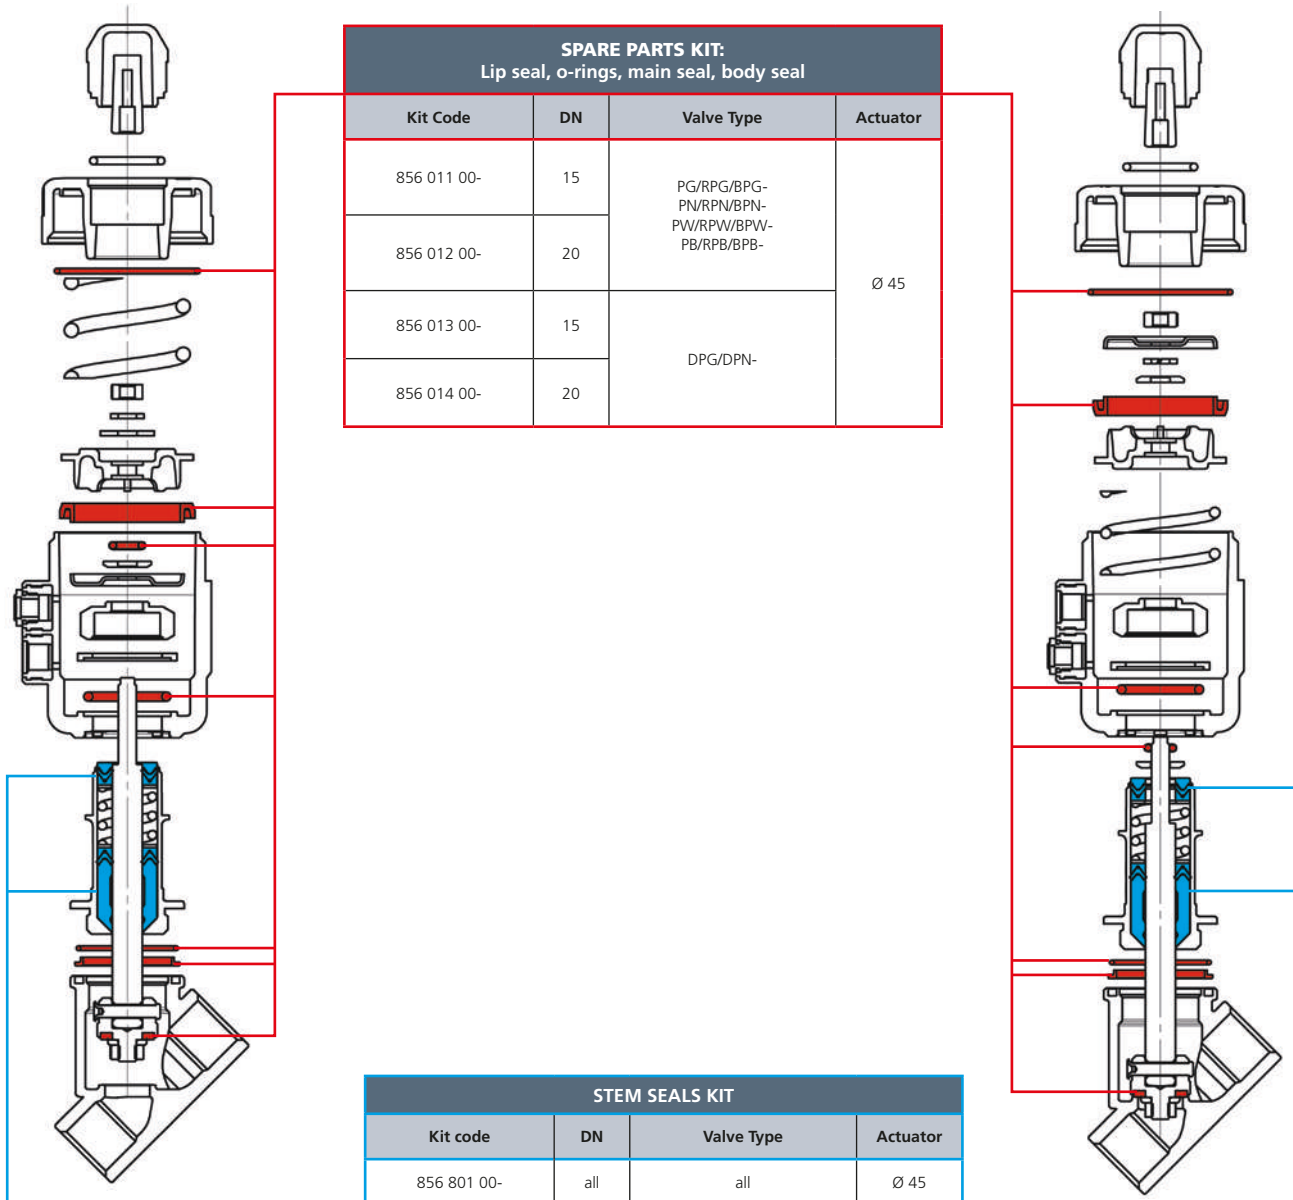 SPARE PARTS KIT:
Lip seal, o-rings, main seal, body seal
Kit Code DN Valve Type Actuator
856 011 00- 15
PG/RPG/BPG-
PN/RPN/BPN-
PW/RPW/BPW-
PB/RPB/BPB-
856 012 00- 20
Ø 45
856 013 00- 15
DPG/DPN-
856 014 00- 20
STEM SEALS KIT
Kit code DN Valve Type Actuator
856 801 00- all all Ø 45